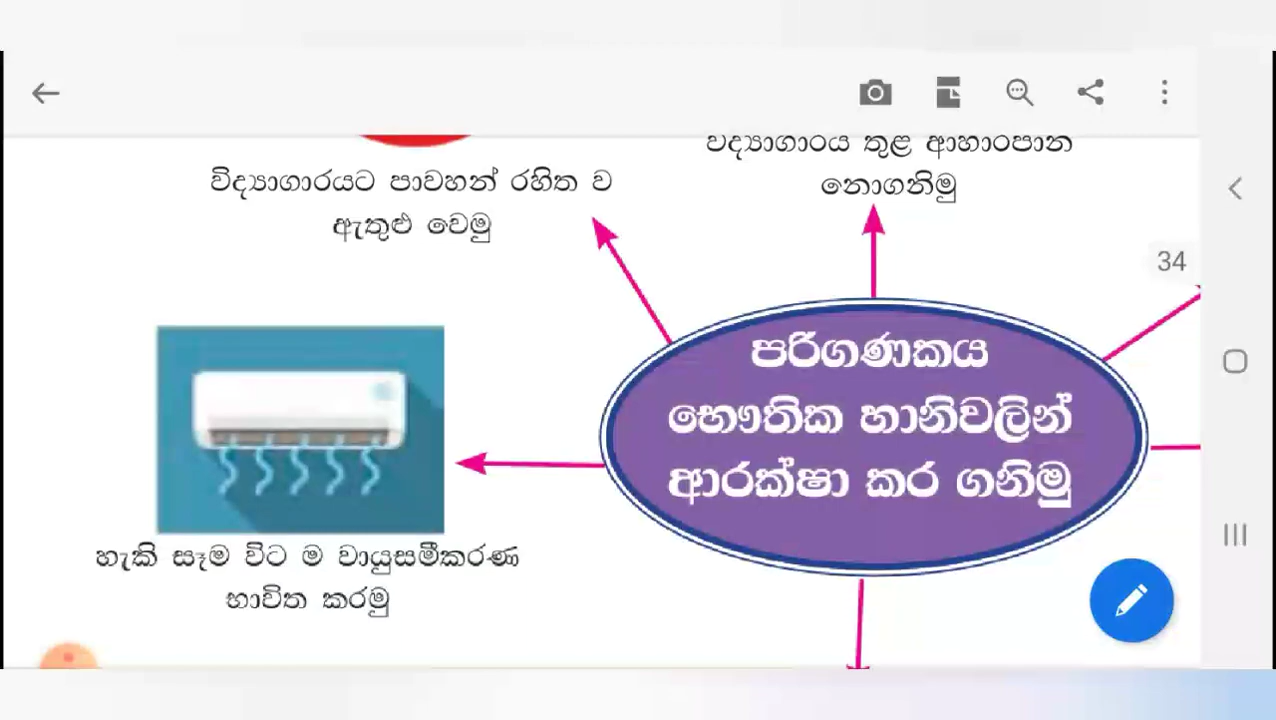 විද්‍යාගාරය තුළ ආහාරපාන
නොගනිමු
විද්‍යාගාරයට පාවහන් රහිත ව
ඇතුළු වෙමු
34
පරිගණකය
භෞතික හානිවලින්
ආරක්ෂා කර ගනිමු
හැකි සෑම විට ම වායුසමීකරණ
භාවිත කරමු